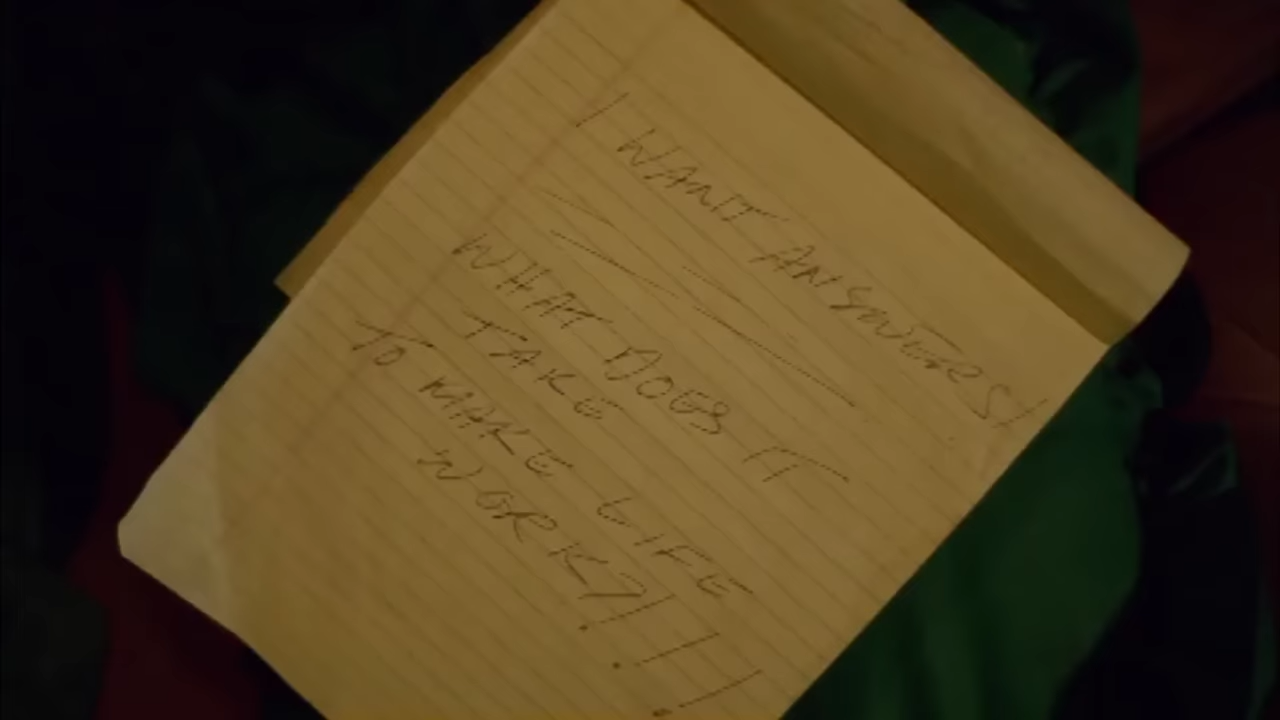 I WANT ANSWERS!
WHAT DOES IT
TAKE
TO MAKE LIFE
WORK?!!!